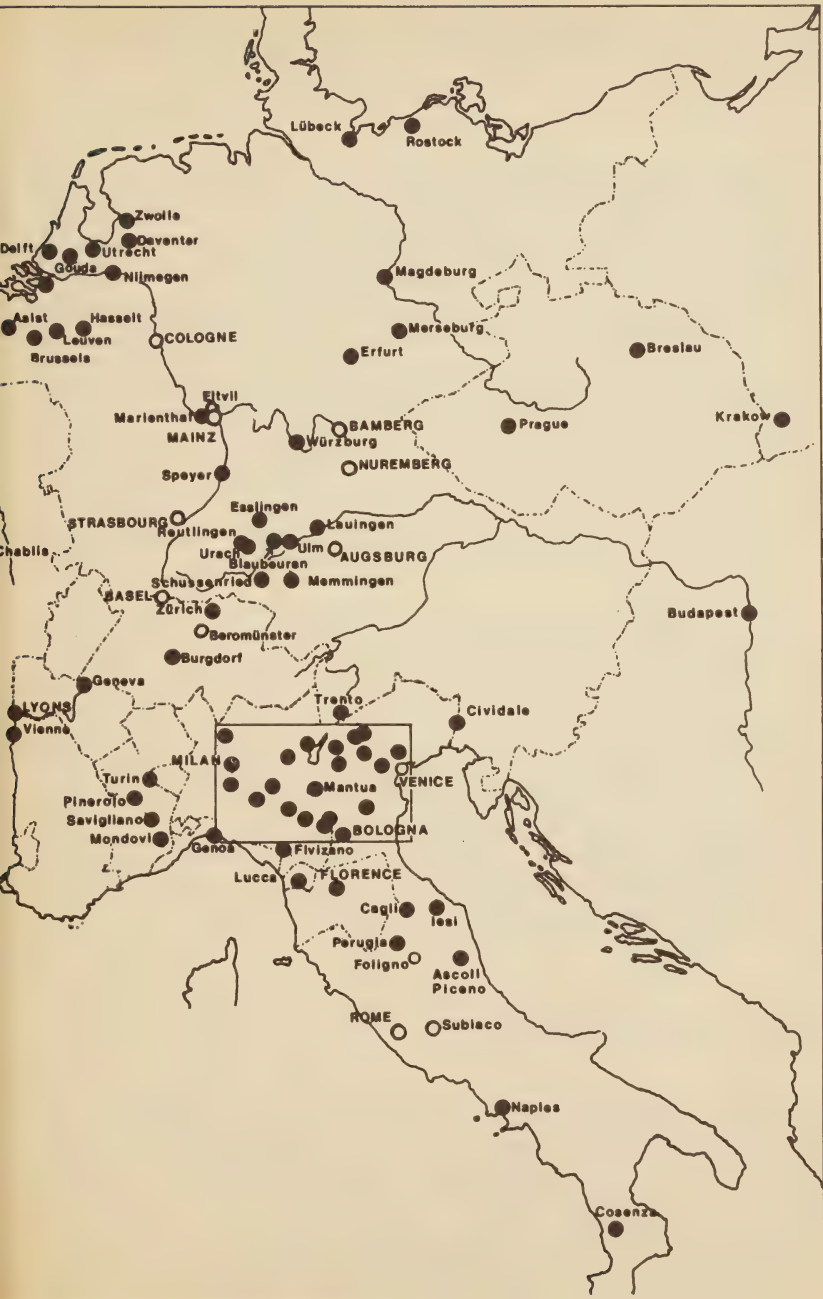 Lübeck
Rostock
Zwolle
Deventer
Delft
Utrecht
Gouda
Nijmegen
Magdeburg
Aalst
Hasselt
Leuven
Brussels
COLOGNE
Merseburg
Erfurt
Breslau
Eltvil
Marienthal
MAINZ
BAMBERG
Würzburg
Prague
Krakow
NUREMBERG
Speyer
Esslingen
STRASBOURG
Reutlingen
Lauingen
Urach
Ulm
AUGSBURG
Chablis
Blaubeuren
Schussenried
Memmingen
BASEL
Zürich
Budapest
Beromünster
Burgdorf
Geneva
LYONS
Trento
Cividale
Vienne
MILAN
VENICE
Turin
Mantua
Pinerolo
Savigliano
Mondovi
BOLOGNA
Genoa
Fivizano
Lucca
FLORENCE
Cagli
Iesi
Perugia
Foligno
Ascoli
Piceno
ROME
Subiaco
Naples
Cosenza